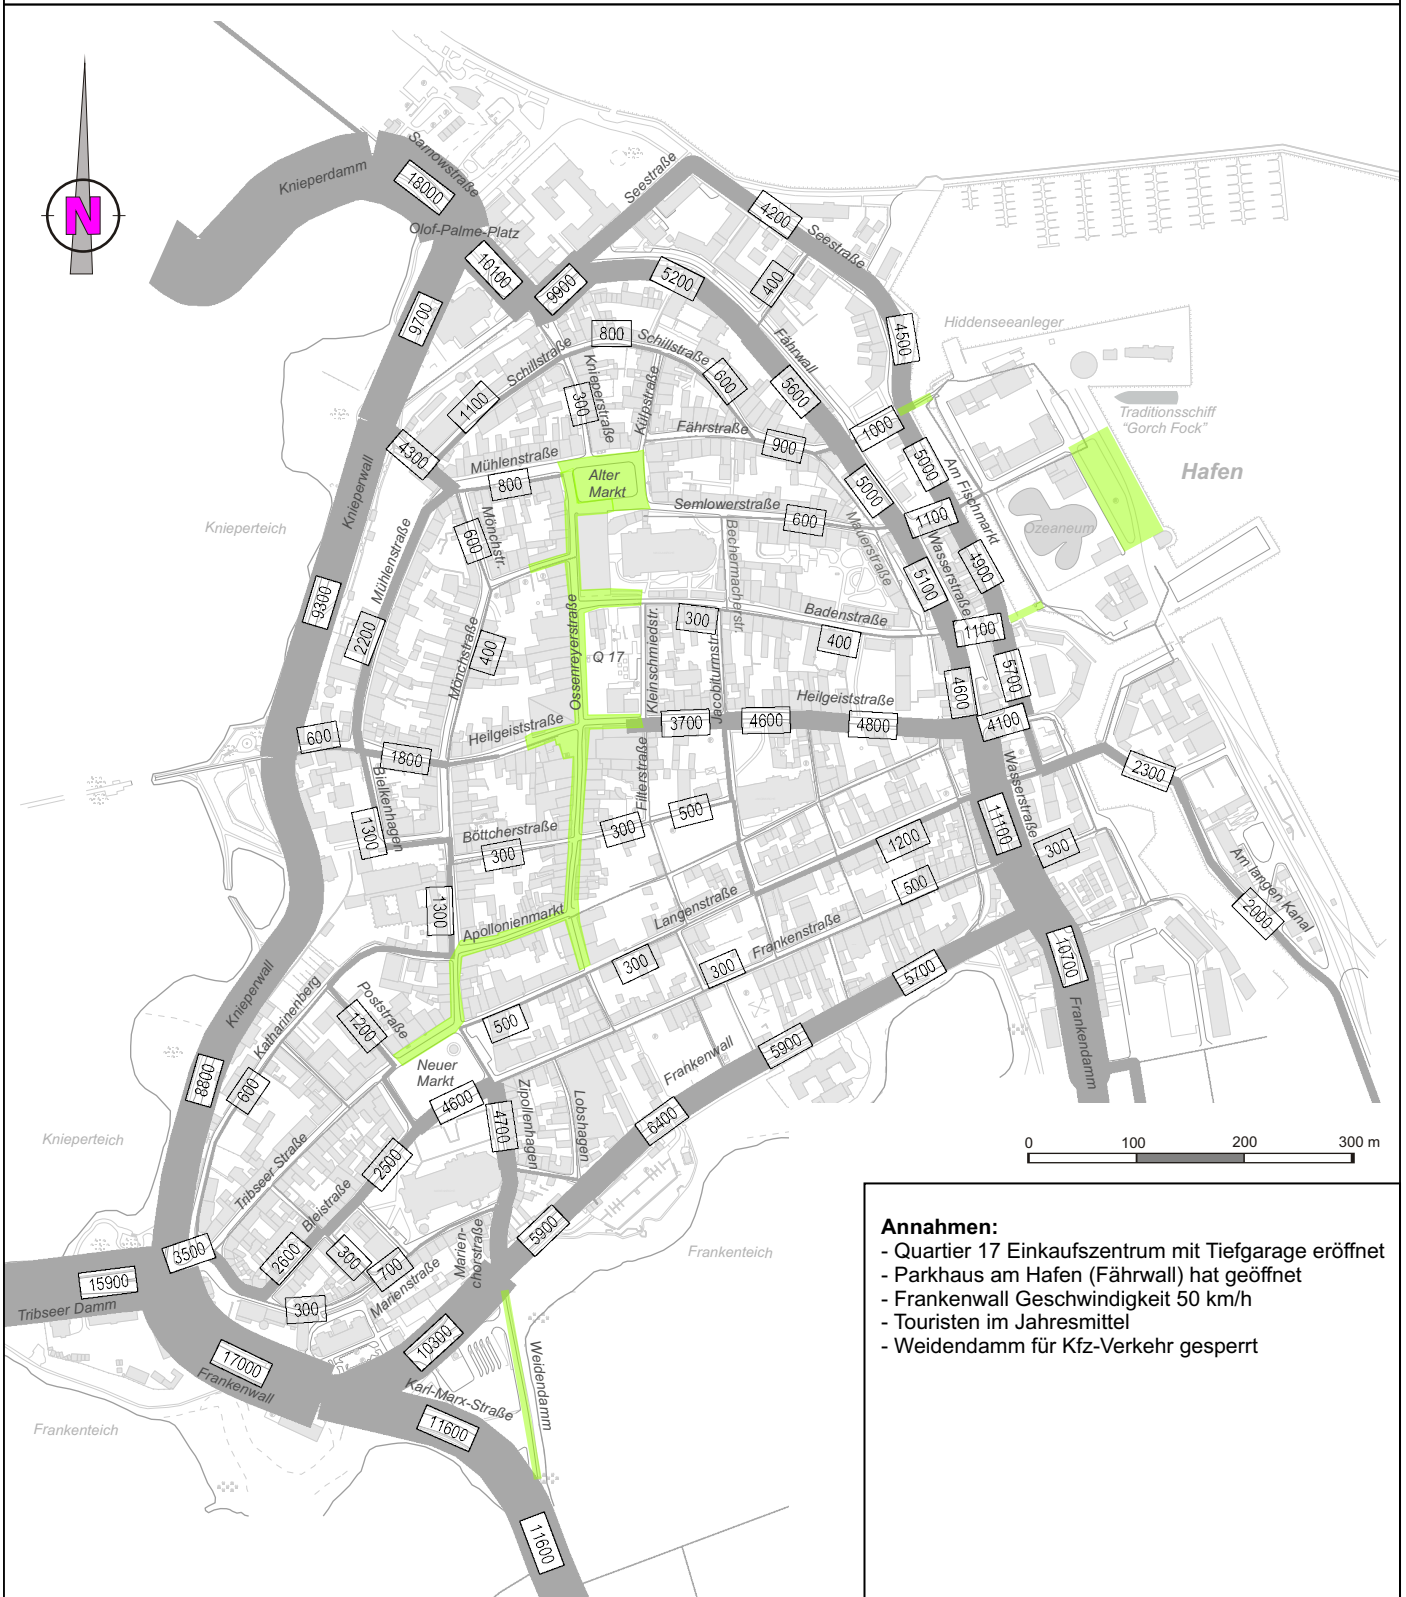 N
Knieperdamm
Sarnowstraße
18000
Olof-Palme-Platz
10100
9900
9700
Seestraße
4200
Seestraße
400
5200
4500
Fährwall
5600
Hiddenseeanleger
Traditionsschiff
"Gorch Fock"
Hafen
Ozeaneum
800
Schillstraße
Schillstraße
600
1100
Knieperstraße
300
Külpstraße
Fährstraße
900
1000
5000
Am Fischmarkt
4300
Mühlenstraße
800
Alter
Markt
Semlowerstraße
600
5000
1100
Knieperwall
Knieperteich
Mönchstr.
600
Mühlenstraße
2200
9300
Bechermacherstr.
Mauerstraße
Wasserstraße
4900
5100
1100
Badenstraße
300
400
Mönchstraße
400
Ossenreyerstraße
Q 17
Kleinschmiedstr.
Jacobiturmstr.
4600
5700
Heilgeiststraße
3700
4600
4800
4100
Heilgeiststraße
600
1800
Bielkenhagen
1300
Filterstraße
Wasserstraße
2300
11100
Böttcherstraße
300
300
500
1200
300
500
Am langen Kanal
2000
1300
Apollonienmarkt
Langenstraße
300
Frankenstraße
300
5700
10700
Frankendamm
Knieperwall
Katharinenberg
Poststraße
1200
500
Neuer
Markt
Frankenwall
5900
8800
600
4600
4700
Zipollenhagen
Lobshagen
6400
Knieperteich
Tribseer Straße
2500
Bleistraße
0 100 200 300 m
3500
2600
300
700
Marienstraße
Marien-
chorstraße
5900
Frankenteich
15900
Tribseer Damm
300
10300
17000
Frankenwall
Karl-Marx-Straße
11600
Weidendamm
Frankenteich
11600
Annahmen:
- Quartier 17 Einkaufszentrum mit Tiefgarage eröffnet
- Parkhaus am Hafen (Fährwall) hat geöffnet
- Frankenwall Geschwindigkeit 50 km/h
- Touristen im Jahresmittel
- Weidendamm für Kfz-Verkehr gesperrt